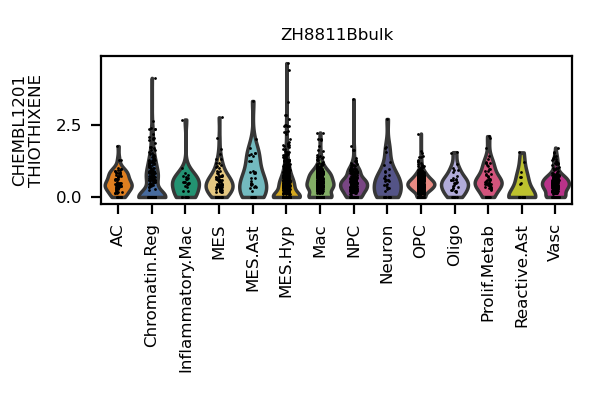 ZH8811Bbulk
CHEMBL1201
THIOTHIXENE
2.5
0.0
AC
Chromatin.Reg
Inflammatory.Mac
MES
MES.Ast
MES.Hyp
Mac
NPC
Neuron
OPC
Oligo
Prolif.Metab
Reactive.Ast
Vasc